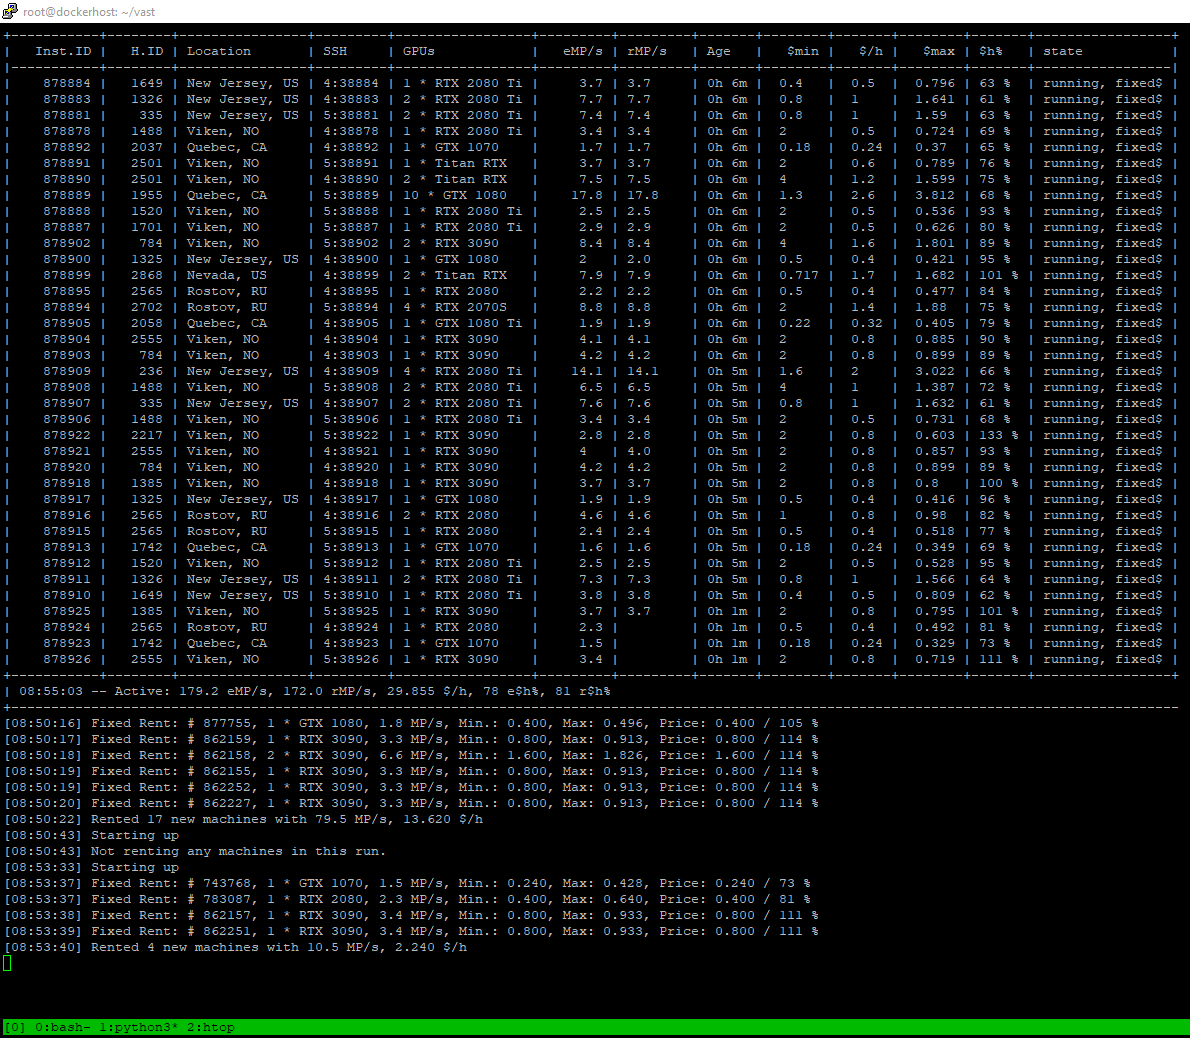 root@dockerhost: ~/vast
| Inst.ID | H.ID | Location | SSH | GPUs | eMP/s | rMP/s | Age | $min | $/h | $max | $h% | state |
| 878884 | 1649 | New Jersey, US | 4:38884 | 1 * RTX 2080 Ti | 3.7 | 3.7 | 0h 6m | 0.4 | 0.5 | 0.796 | 63 % | running, fixed$ |
| 878883 | 1326 | New Jersey, US | 4:38883 | 2 * RTX 2080 Ti | 7.7 | 7.7 | 0h 6m | 0.8 | 1 | 1.641 | 61 % | running, fixed$ |
| 878881 | 335 | New Jersey, US | 5:38881 | 2 * RTX 2080 Ti | 7.4 | 7.4 | 0h 6m | 0.8 | 1 | 1.59 | 63 % | running, fixed$ |
| 878878 | 1488 | Viken, NO | 4:38878 | 1 * RTX 2080 Ti | 3.4 | 3.4 | 0h 6m | 2 | 0.5 | 0.724 | 69 % | running, fixed$ |
| 878892 | 2037 | Quebec, CA | 4:38892 | 1 * GTX 1070 | 1.7 | 1.7 | 0h 6m | 0.18 | 0.24 | 0.37 | 65 % | running, fixed$ |
| 878891 | 2501 | Viken, NO | 5:38891 | 1 * Titan RTX | 3.7 | 3.7 | 0h 6m | 2 | 0.6 | 0.789 | 76 % | running, fixed$ |
| 878890 | 2501 | Viken, NO | 4:38890 | 2 * Titan RTX | 7.5 | 7.5 | 0h 6m | 4 | 1.2 | 1.599 | 75 % | running, fixed$ |
| 878889 | 1955 | Quebec, CA | 5:38889 | 10 * GTX 1080 | 17.8 | 17.8 | 0h 6m | 1.3 | 2.6 | 3.812 | 68 % | running, fixed$ |
| 878888 | 1520 | Viken, NO | 5:38888 | 1 * RTX 2080 Ti | 2.5 | 2.5 | 0h 6m | 2 | 0.5 | 0.536 | 93 % | running, fixed$ |
| 878887 | 1701 | Viken, NO | 5:38887 | 1 * RTX 2080 Ti | 2.9 | 2.9 | 0h 6m | 2 | 0.5 | 0.626 | 80 % | running, fixed$ |
| 878902 | 784 | Viken, NO | 5:38902 | 2 * RTX 3090 | 8.4 | 8.4 | 0h 6m | 4 | 1.6 | 1.801 | 89 % | running, fixed$ |
| 878900 | 1325 | New Jersey, US | 4:38900 | 1 * GTX 1080 | 2 | 2.0 | 0h 6m | 0.5 | 0.4 | 0.421 | 95 % | running, fixed$ |
| 878899 | 2868 | Nevada, US | 4:38899 | 2 * Titan RTX | 7.9 | 7.9 | 0h 6m | 0.717 | 1.7 | 1.682 | 101 % | running, fixed$ |
| 878895 | 2565 | Rostov, RU | 4:38895 | 1 * RTX 2080 | 2.2 | 2.2 | 0h 6m | 0.5 | 0.4 | 0.477 | 84 % | running, fixed$ |
| 878894 | 2702 | Rostov, RU | 5:38894 | 4 * RTX 2070S | 8.8 | 8.8 | 0h 6m | 2 | 1.4 | 1.88 | 75 % | running, fixed$ |
| 878905 | 2058 | Quebec, CA | 4:38905 | 1 * GTX 1080 Ti | 1.9 | 1.9 | 0h 6m | 0.22 | 0.32 | 0.405 | 79 % | running, fixed$ |
| 878904 | 2555 | Viken, NO | 4:38904 | 1 * RTX 3090 | 4.1 | 4.1 | 0h 6m | 2 | 0.8 | 0.885 | 90 % | running, fixed$ |
| 878903 | 784 | Viken, NO | 4:38903 | 1 * RTX 3090 | 4.2 | 4.2 | 0h 6m | 2 | 0.8 | 0.899 | 89 % | running, fixed$ |
| 878909 | 236 | New Jersey, US | 4:38909 | 4 * RTX 2080 Ti | 14.1 | 14.1 | 0h 5m | 1.6 | 2 | 3.022 | 66 % | running, fixed$ |
| 878908 | 1488 | Viken, NO | 5:38908 | 2 * RTX 2080 Ti | 6.5 | 6.5 | 0h 5m | 4 | 1 | 1.387 | 72 % | running, fixed$ |
| 878907 | 335 | New Jersey, US | 4:38907 | 2 * RTX 2080 Ti | 7.6 | 7.6 | 0h 5m | 0.8 | 1 | 1.632 | 61 % | running, fixed$ |
| 878906 | 1488 | Viken, NO | 5:38906 | 1 * RTX 2080 Ti | 3.4 | 3.4 | 0h 5m | 2 | 0.5 | 0.731 | 68 % | running, fixed$ |
| 878922 | 2217 | Viken, NO | 5:38922 | 1 * RTX 3090 | 2.8 | 2.8 | 0h 5m | 2 | 0.8 | 0.603 | 133 % | running, fixed$ |
| 878921 | 2555 | Viken, NO | 4:38921 | 1 * RTX 3090 | 4 | 4.0 | 0h 5m | 2 | 0.8 | 0.857 | 93 % | running, fixed$ |
| 878920 | 784 | Viken, NO | 4:38920 | 1 * RTX 3090 | 4.2 | 4.2 | 0h 5m | 2 | 0.8 | 0.899 | 89 % | running, fixed$ |
| 878918 | 1385 | Viken, NO | 4:38918 | 1 * RTX 3090 | 3.7 | 3.7 | 0h 5m | 2 | 0.8 | 0.8 | 100 % | running, fixed$ |
| 878917 | 1325 | New Jersey, US | 4:38917 | 1 * GTX 1080 | 1.9 | 1.9 | 0h 5m | 0.5 | 0.4 | 0.416 | 96 % | running, fixed$ |
| 878916 | 2565 | Rostov, RU | 5:38916 | 2 * RTX 2080 | 4.6 | 4.6 | 0h 5m | 1 | 0.8 | 0.98 | 82 % | running, fixed$ |
| 878915 | 2565 | Rostov, RU | 5:38915 | 1 * RTX 2080 | 2.4 | 2.4 | 0h 5m | 0.5 | 0.4 | 0.518 | 77 % | running, fixed$ |
| 878913 | 1742 | Quebec, CA | 5:38913 | 1 * GTX 1070 | 1.6 | 1.6 | 0h 5m | 0.18 | 0.24 | 0.349 | 69 % | running, fixed$ |
| 878912 | 1520 | Viken, NO | 5:38912 | 1 * RTX 2080 Ti | 2.5 | 2.5 | 0h 5m | 2 | 0.5 | 0.528 | 95 % | running, fixed$ |
| 878911 | 1326 | New Jersey, US | 4:38911 | 2 * RTX 2080 Ti | 7.3 | 7.3 | 0h 5m | 0.8 | 1 | 1.566 | 64 % | running, fixed$ |
| 878910 | 1649 | New Jersey, US | 5:38910 | 1 * RTX 2080 Ti | 3.8 | 3.8 | 0h 5m | 0.4 | 0.5 | 0.809 | 62 % | running, fixed$ |
| 878925 | 1385 | Viken, NO | 5:38925 | 1 * RTX 3090 | 3.7 | 3.7 | 0h 1m | 2 | 0.8 | 0.795 | 101 % | running, fixed$ |
| 878924 | 2565 | Rostov, RU | 4:38924 | 1 * RTX 2080 | 2.3 | | 0h 1m | 0.5 | 0.4 | 0.492 | 81 % | running, fixed$ |
| 878923 | 1742 | Quebec, CA | 4:38923 | 1 * GTX 1070 | 1.5 | | 0h 1m | 0.18 | 0.24 | 0.329 | 73 % | running, fixed$ |
| 878926 | 2555 | Viken, NO | 5:38926 | 1 * RTX 3090 | 3.4 | | 0h 1m | 2 | 0.8 | 0.719 | 111 % | running, fixed$ |
| 08:55:03 -- Active: 179.2 eMP/s, 172.0 rMP/s, 29.855 $/h, 78 e$h%, 81 r$h%
[08:50:16] Fixed Rent: # 877755, 1 * GTX 1080, 1.8 MP/s, Min.: 0.400, Max: 0.496, Price: 0.400 / 105 %
[08:50:17] Fixed Rent: # 862159, 1 * RTX 3090, 3.3 MP/s, Min.: 0.800, Max: 0.913, Price: 0.800 / 114 %
[08:50:18] Fixed Rent: # 862158, 2 * RTX 3090, 6.6 MP/s, Min.: 1.600, Max: 1.826, Price: 1.600 / 114 %
[08:50:19] Fixed Rent: # 862155, 1 * RTX 3090, 3.3 MP/s, Min.: 0.800, Max: 0.913, Price: 0.800 / 114 %
[08:50:19] Fixed Rent: # 862252, 1 * RTX 3090, 3.3 MP/s, Min.: 0.800, Max: 0.913, Price: 0.800 / 114 %
[08:50:20] Fixed Rent: # 862227, 1 * RTX 3090, 3.3 MP/s, Min.: 0.800, Max: 0.913, Price: 0.800 / 114 %
[08:50:22] Rented 17 new machines with 79.5 MP/s, 13.620 $/h
[08:50:43] Starting up
[08:50:43] Not renting any machines in this run.
[08:53:33] Starting up
[08:53:37] Fixed Rent: # 743768, 1 * GTX 1070, 1.5 MP/s, Min.: 0.240, Max: 0.428, Price: 0.240 / 73 %
[08:53:37] Fixed Rent: # 783087, 1 * RTX 2080, 2.3 MP/s, Min.: 0.400, Max: 0.640, Price: 0.400 / 81 %
[08:53:38] Fixed Rent: # 862157, 1 * RTX 3090, 3.4 MP/s, Min.: 0.800, Max: 0.933, Price: 0.800 / 111 %
[08:53:39] Fixed Rent: # 862251, 1 * RTX 3090, 3.4 MP/s, Min.: 0.800, Max: 0.933, Price: 0.800 / 111 %
[08:53:40] Rented 4 new machines with 10.5 MP/s, 2.240 $/h
[0] 0:bash- 1:python3* 2:htop